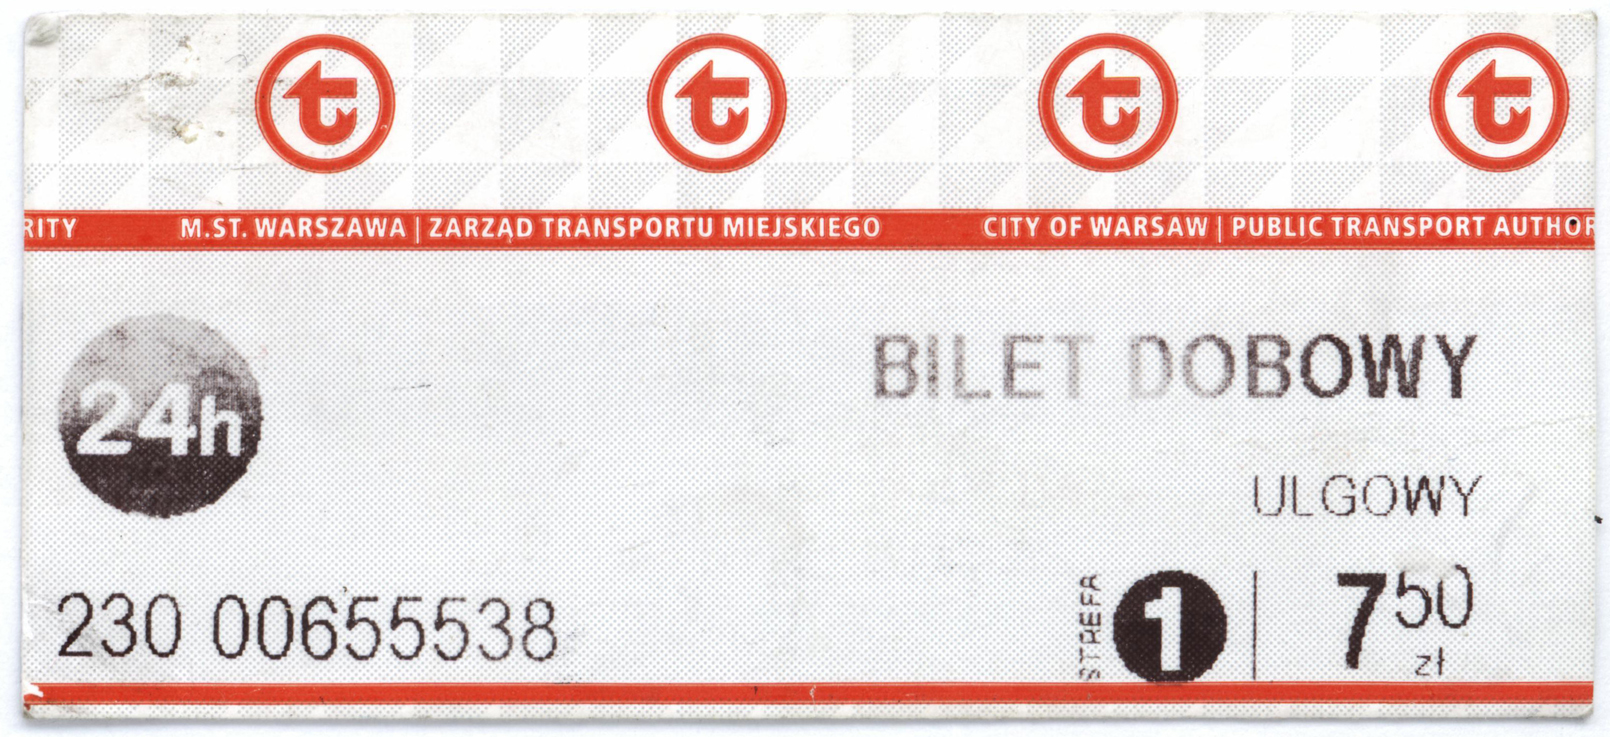 RITY M.ST. WARSZAWA | ZARZĄD TRANSPORTU MIEJSKIEGO CITY OF WARSAW | PUBLIC TRANSPORT AUTHOR
24h
BILET DOBOWY
ULGOWY
230 00655538
STREFA 1 | 7 50 zł